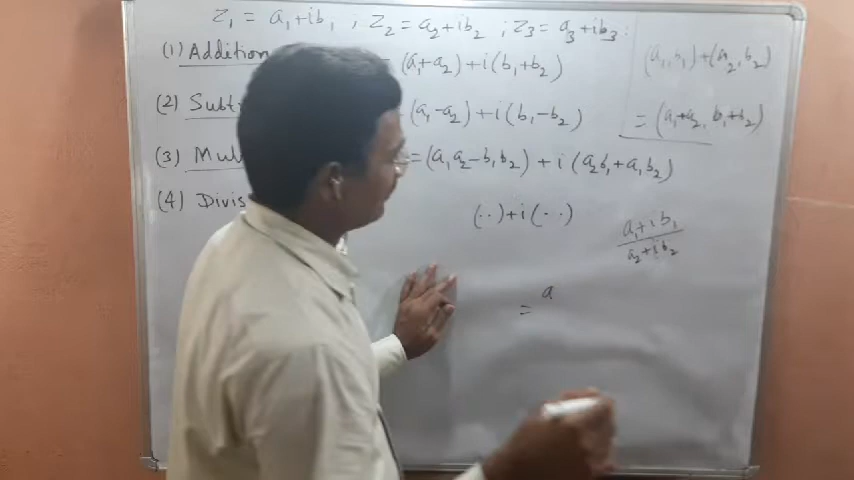 z₁ = a₁+ib₁ , z₂ = a₂+ib₂ ; z₃ = a₃+ib₃ :
(1) Addition = (a₁+a₂)+i(b₁+b₂)
(a₁,b₁)+(a₂,b₂)
(2) Subt (a₁-a₂)+i(b₁-b₂)
= (a₁+a₂, b₁+b₂)
(3) Mul = (a₁a₂-b₁b₂) + i(a₂b₁+a₁b₂)
(4) Divis
(..)+i(..)
a₁+ib₁
a₂+ib₂
= a